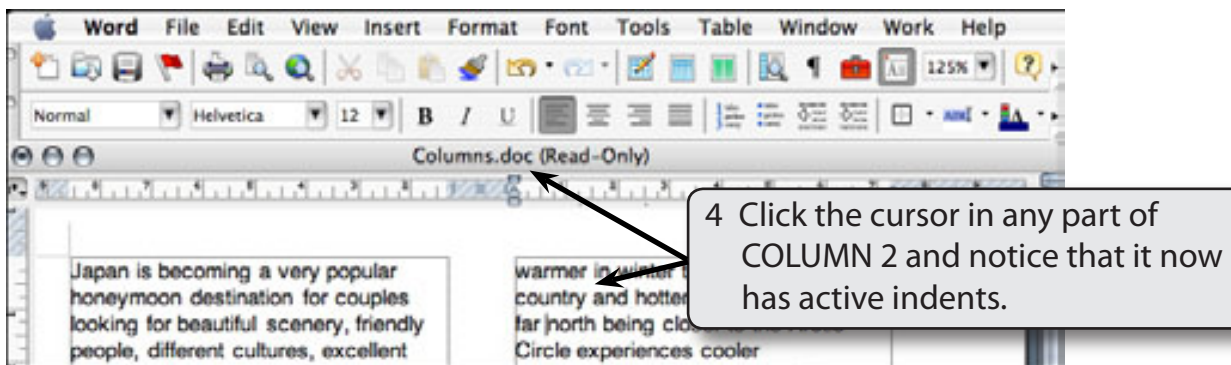 Word File Edit View Insert Format Font Tools Table Window Work Help
125%
Normal Helvetica 12 B I U
Columns.doc (Read-Only)
4 Click the cursor in any part of
COLUMN 2 and notice that it now
has active indents.
Japan is becoming a very popular
honeymoon destination for couples
looking for beautiful scenery, friendly
people, different cultures, excellent
warmer in winter
country and hotter
far north being
Circle experiences cooler